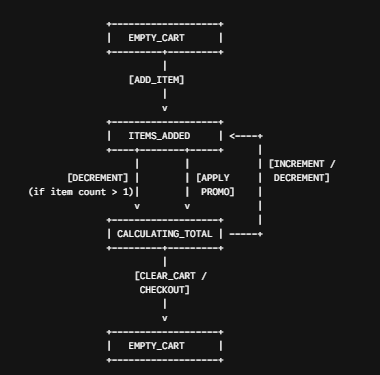 EMPTY_CART
[ADD_ITEM]
v
ITEMS_ADDED
[DECREMENT]
(if item count > 1)
[APPLY
PROMO]
[INCREMENT /
DECREMENT]
v v
CALCULATING_TOTAL
[CLEAR_CART /
CHECKOUT]
v
EMPTY_CART